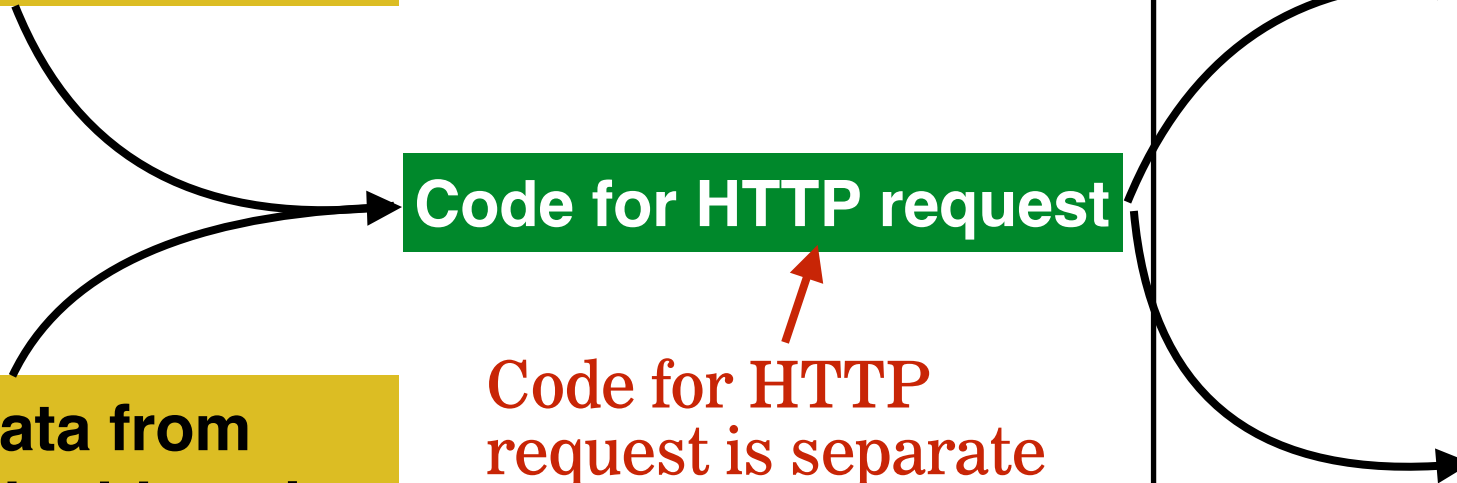 Code for HTTP request
Code for HTTP
request is separate
ata from